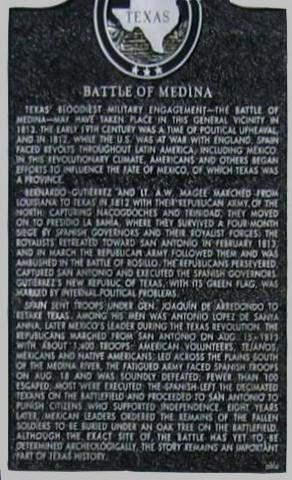 TEXAS
BATTLE OF MEDINA
TEXAS' BLOODIEST MILITARY ENGAGEMENT—THE BATTLE OF
MEDINA—MAY HAVE TAKEN PLACE IN THIS GENERAL VICINITY IN
1813. THE EARLY 19TH CENTURY WAS A TIME OF POLITICAL UPHEAVAL,
AND IN 1812, WHILE THE U.S. WAS AT WAR WITH ENGLAND, SPAIN
FACED REVOLTS THROUGHOUT LATIN AMERICA, INCLUDING MEXICO.
IN THIS REVOLUTIONARY CLIMATE, AMERICANS AND OTHERS BEGAN
EFFORTS TO INFLUENCE THE FATE OF MEXICO, OF WHICH TEXAS WAS
A PROVINCE.
BERNARDO GUTIÉRREZ AND LT. A.W. MAGEE MARCHED FROM
LOUISIANA TO TEXAS IN 1812 WITH THEIR REPUBLICAN ARMY OF THE
NORTH; CAPTURING NACOGDOCHES AND TRINIDAD, THEY MOVED
ON TO PRESIDIO LA BAHIA, WHERE THEY SURVIVED A FOUR-MONTH
SIEGE BY SPANISH GOVERNORS AND THEIR ROYALIST FORCES. THE
ROYALISTS RETREATED TOWARD SAN ANTONIO IN FEBRUARY 1813,
AND IN MARCH THE REPUBLICAN ARMY FOLLOWED THEM AND WAS
AMBUSHED IN THE BATTLE OF ROSILLO. THE REPUBLICANS PERSEVERED,
CAPTURED SAN ANTONIO AND EXECUTED THE SPANISH GOVERNORS.
GUTIÉRREZ'S NEW REPUBLIC OF TEXAS, WITH ITS GREEN FLAG, WAS
MARRED BY INTERNAL POLITICAL PROBLEMS.
SPAIN SENT TROOPS UNDER GEN. JOAQUÍN DE ARREDONDO TO
RETAKE TEXAS. AMONG HIS MEN WAS ANTONIO LOPEZ DE SANTA
ANNA, LATER MEXICO'S LEADER DURING THE TEXAS REVOLUTION. THE
REPUBLICANS MARCHED FROM SAN ANTONIO ON AUG. 15, 1813
WITH ABOUT 1,400 TROOPS: AMERICAN VOLUNTEERS, TEJANOS,
MEXICANS AND NATIVE AMERICANS. LED ACROSS THE PLAINS SOUTH
OF THE MEDINA RIVER, THE FATIGUED ARMY FACED SPANISH TROOPS
ON AUG. 18 AND WAS SOUNDLY DEFEATED; FEWER THAN 100
ESCAPED; MOST WERE EXECUTED. THE SPANISH LEFT THE DECIMATED
TEXANS ON THE BATTLEFIELD AND PROCEEDED TO SAN ANTONIO TO
PUNISH CITIZENS WHO SUPPORTED INDEPENDENCE. EIGHT YEARS
LATER, MEXICAN LEADERS ORDERED THE REMAINS OF THE FALLEN
SOLDIERS TO BE BURIED UNDER AN OAK TREE ON THE BATTLEFIELD.
ALTHOUGH THE EXACT SITE OF THE BATTLE HAS YET TO BE
DETERMINED ARCHEOLOGICALLY, THE STORY REMAINS AN IMPORTANT
PART OF TEXAS HISTORY.